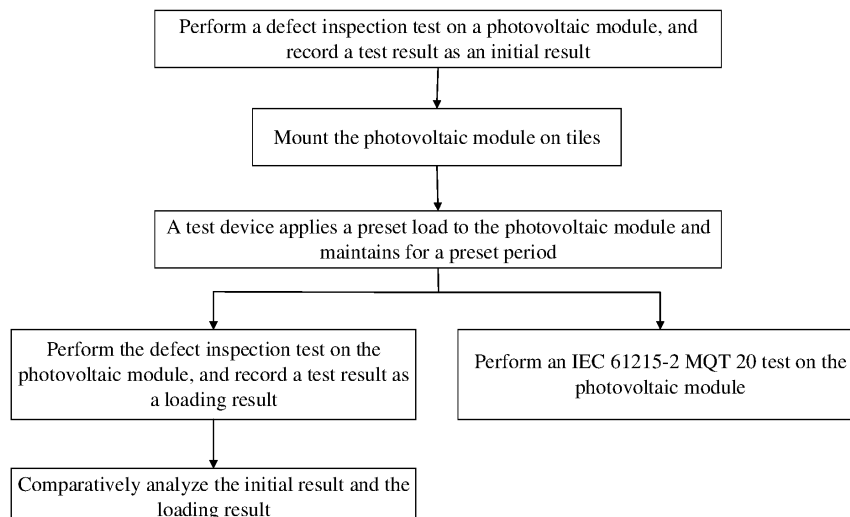 Perform a defect inspection test on a photovoltaic module, and
record a test result as an initial result
Mount the photovoltaic module on tiles
A test device applies a preset load to the photovoltaic module and
maintains for a preset period
Perform the defect inspection test on the
photovoltaic module, and record a test result as
a loading result
Perform an IEC 61215-2 MQT 20 test on the
photovoltaic module
Comparatively analyze the initial result and the
loading result